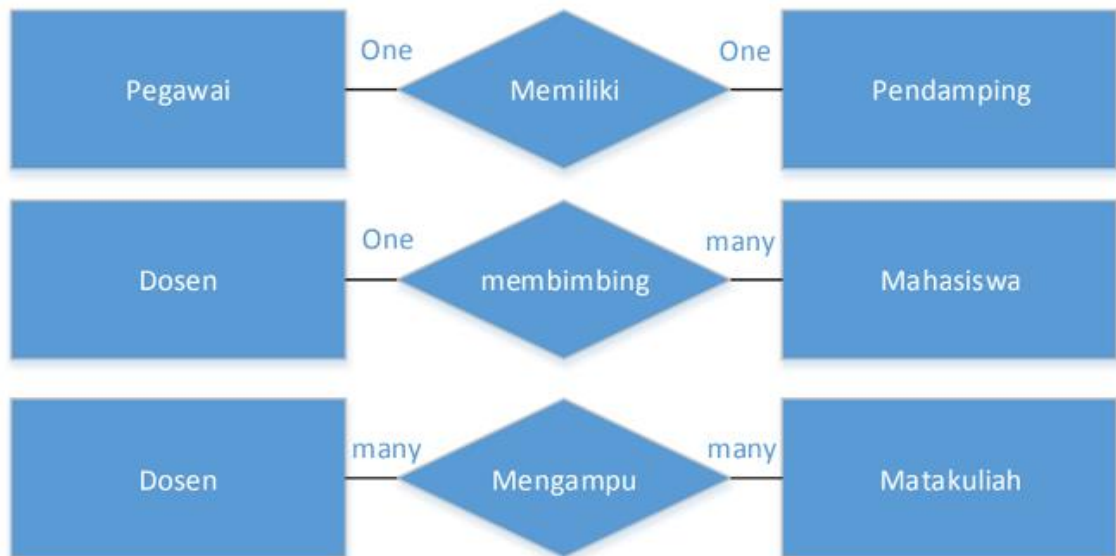 One One
Pegawai Memiliki Pendamping
One many
Dosen membimbing Mahasiswa
many many
Dosen Mengampu Matakuliah